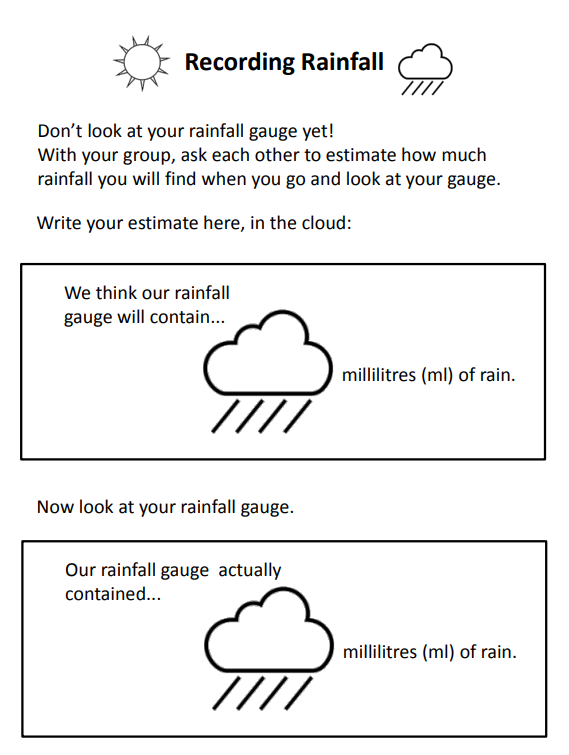 Recording Rainfall
Don’t look at your rainfall gauge yet!
With your group, ask each other to estimate how much
rainfall you will find when you go and look at your gauge.
Write your estimate here, in the cloud:
We think our rainfall
gauge will contain...
millilitres (ml) of rain.
Now look at your rainfall gauge.
Our rainfall gauge  actually
contained...
millilitres (ml) of rain.